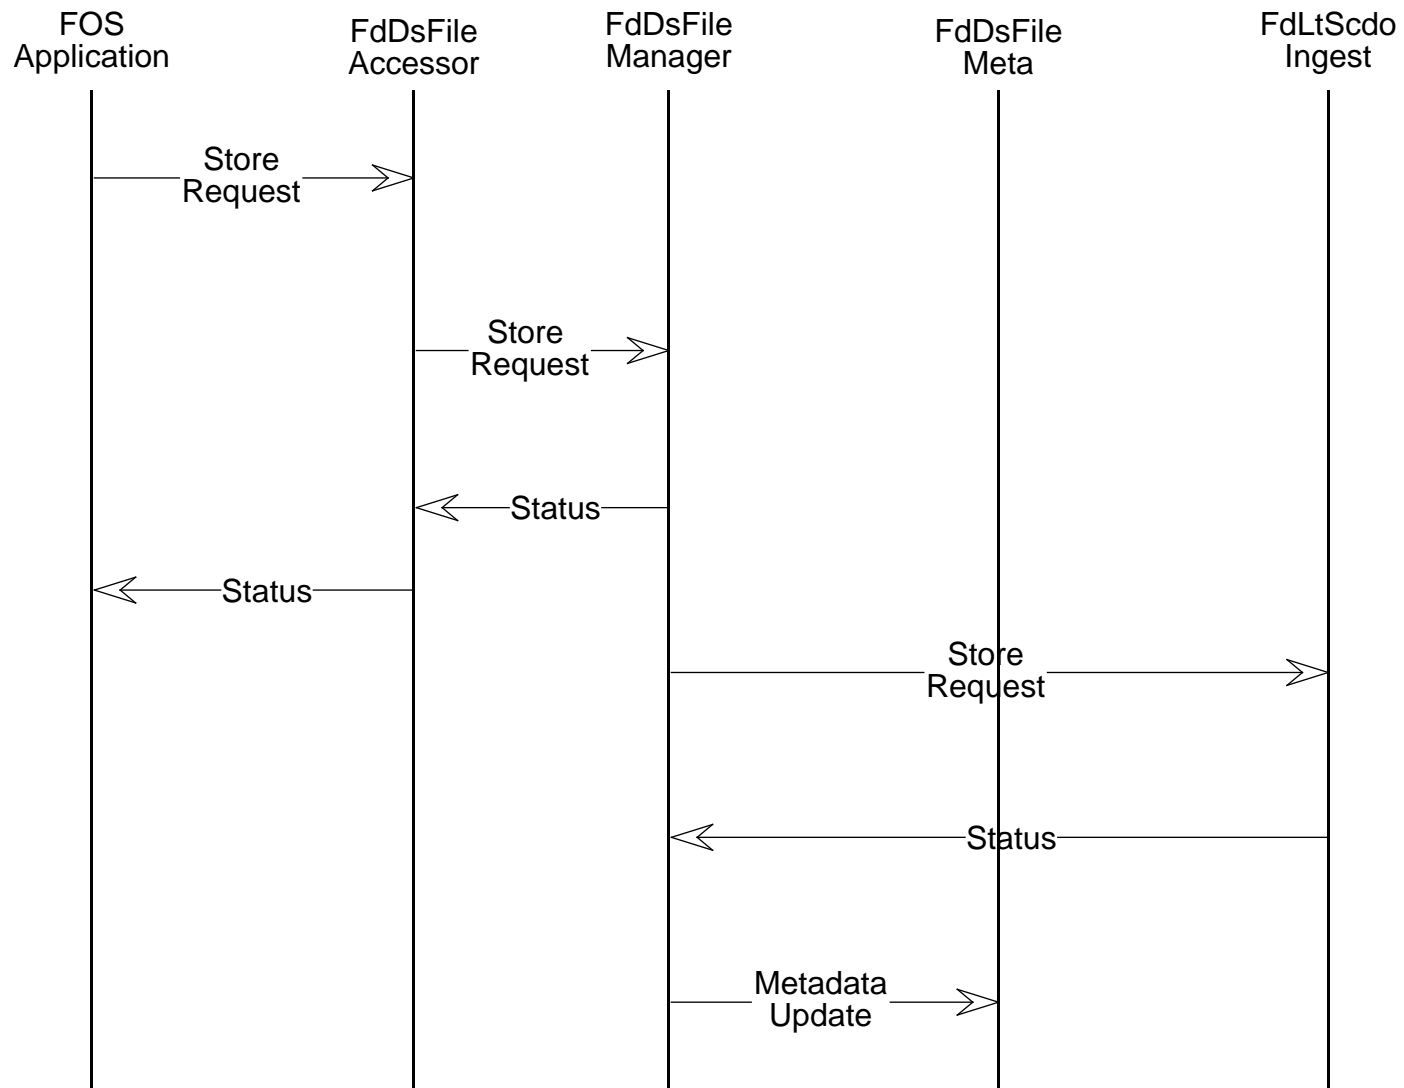 FOS
Application
FdDsFile
Accessor
FdDsFile
Manager
FdDsFile
Meta
FdLtScdo
Ingest
Store
Request
Store
Request
Status
Status
Store
Request
Status
Metadata
Update